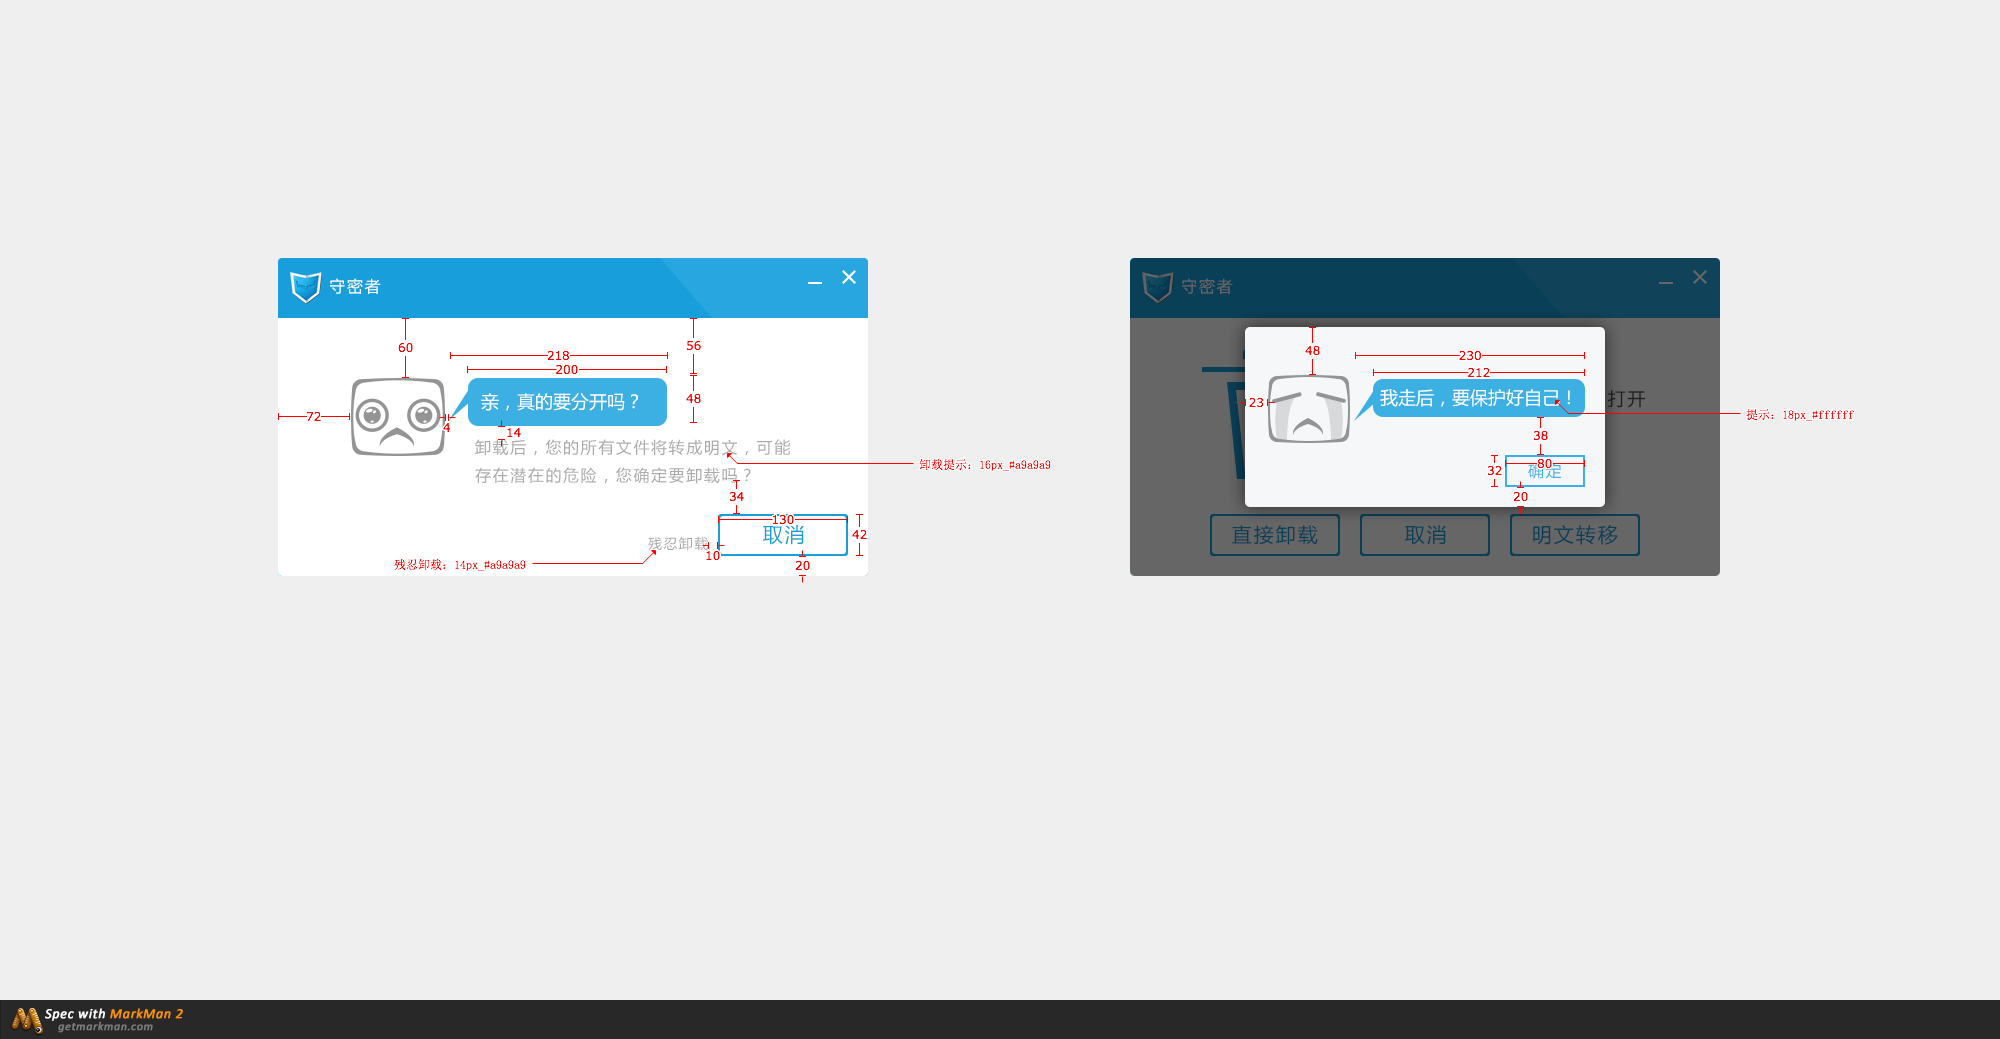 守密者
60
56
218
200
亲，真的要分开吗？
48
72
4
14
卸载后，您的所有文件将转成明文，可能
存在潜在的危险，您确定要卸载吗？
卸载提示：16px_#a9a9a9
34
130
取消
42
残忍卸载
10
残忍卸载：14px_#a9a9a9
20
守密者
48
230
212
我走后，要保护好自己！
打开
23
提示：18px_#ffffff
38
32
80
确定
20
直接卸载
取消
明文转移
Spec with MarkMan 2
getmarkman.com